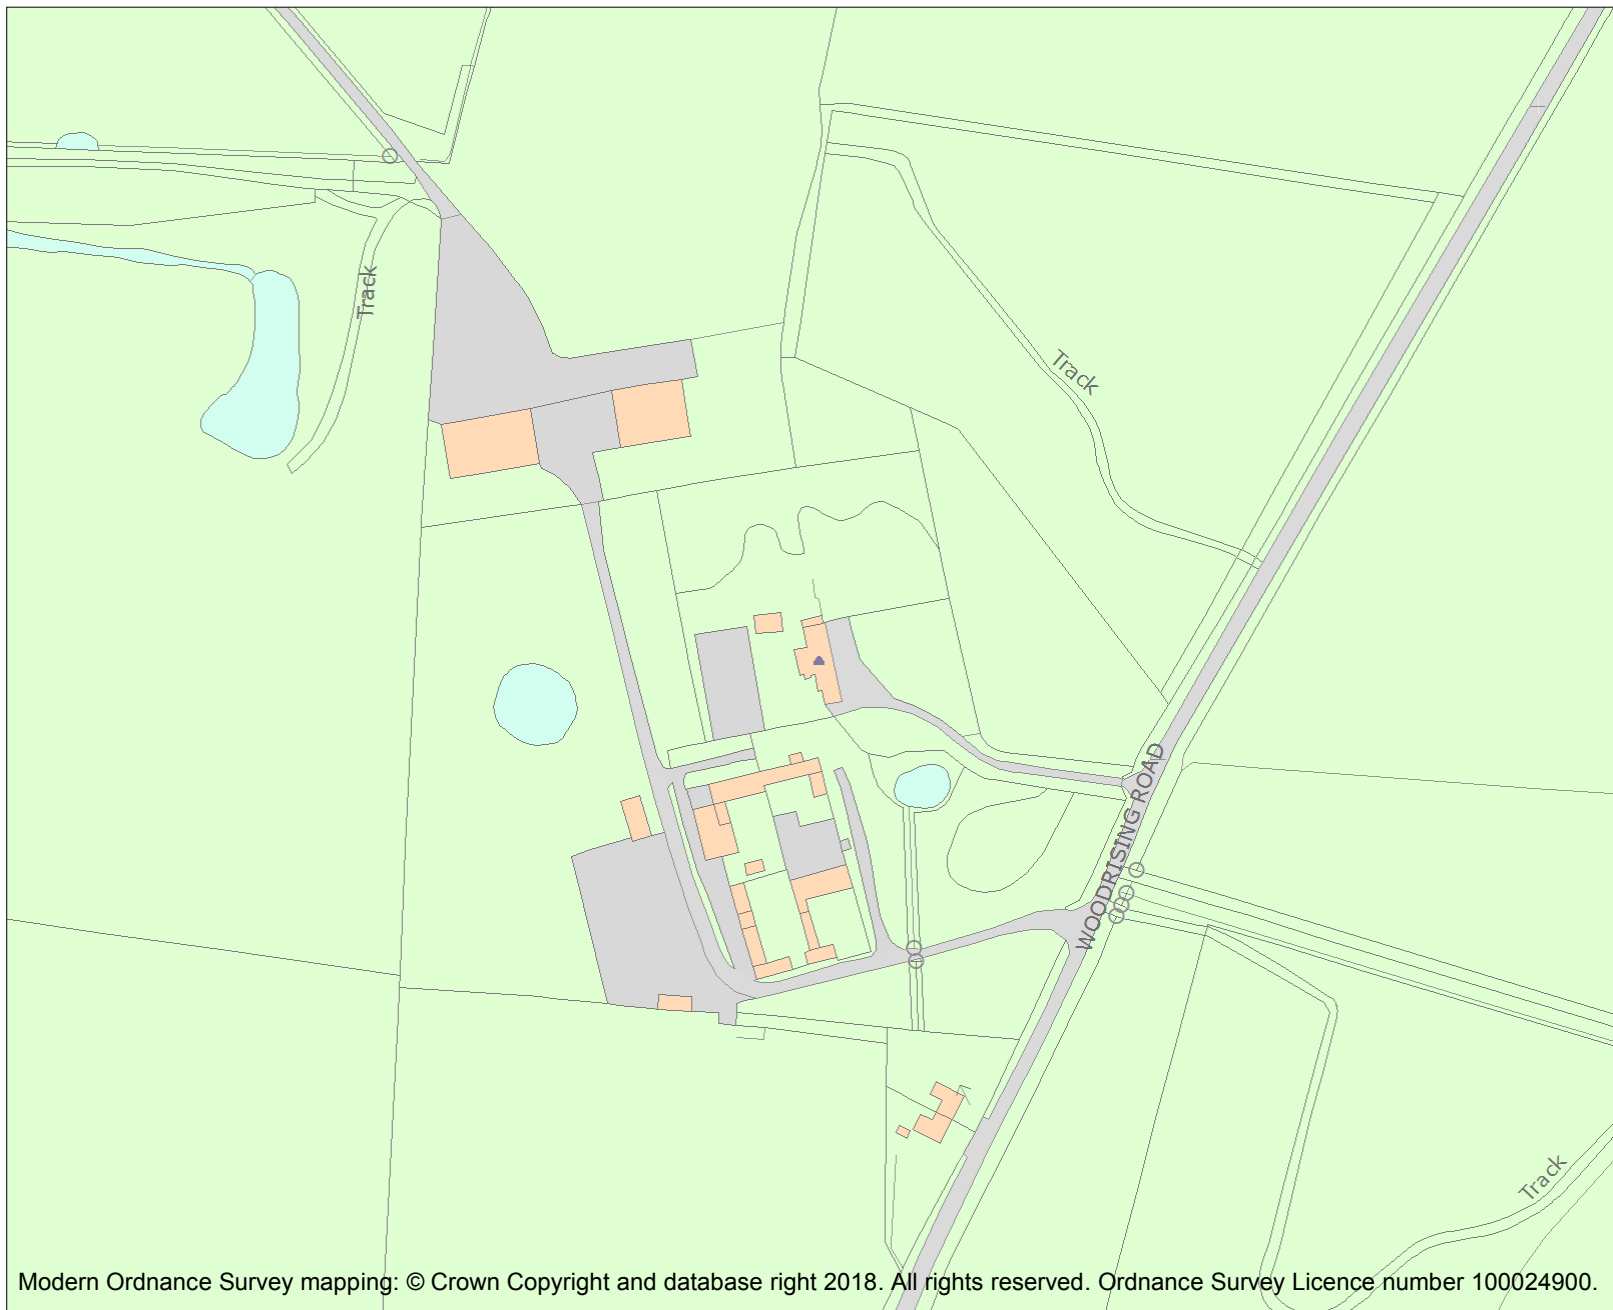 Track
Track
WOODRISING ROAD
Track
Modern Ordnance Survey mapping: © Crown Copyright and database right 2018. All rights reserved. Ordnance Survey Licence number 100024900.